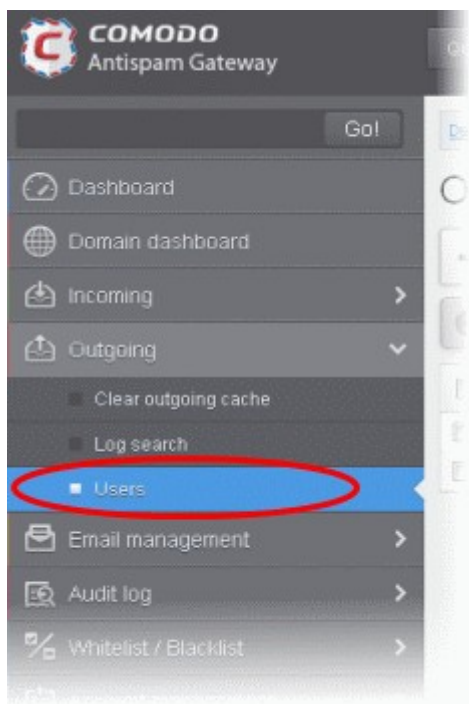 COMODO
Antispam Gateway
Go!
Dashboard
Domain dashboard
Incoming
Outgoing
Clear outgoing cache
Log search
Users
Email management
Audit log
Whitelist / Blacklist